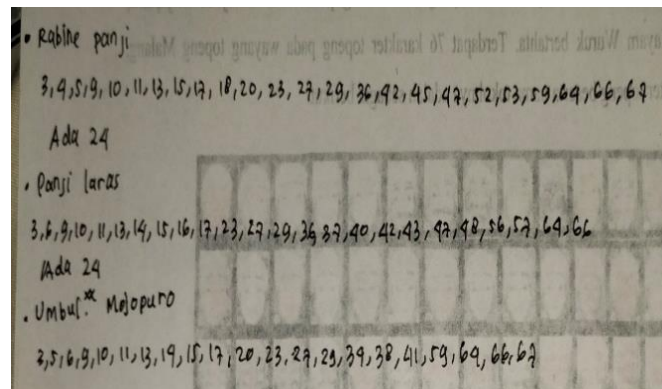 • Rabine panji
3,4,5,9, 10, 11, 13, 15, 17, 18, 20, 23, 27, 29, 36, 42, 45, 47, 52, 53, 59, 64, 66, 67
Ada 24
• Panji laras
3,6,9,10,11,13,14,15,16,17,23,27,29,36,37,40,42,43,47,48,56,57,64,66
Ada 24
• Umbul.** Mojopuro
3,5,6,9,10,11,13,14,15,17,20,23,27,29,34,38,41,59,64,66,67